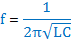 f = 1/(2π√LC)